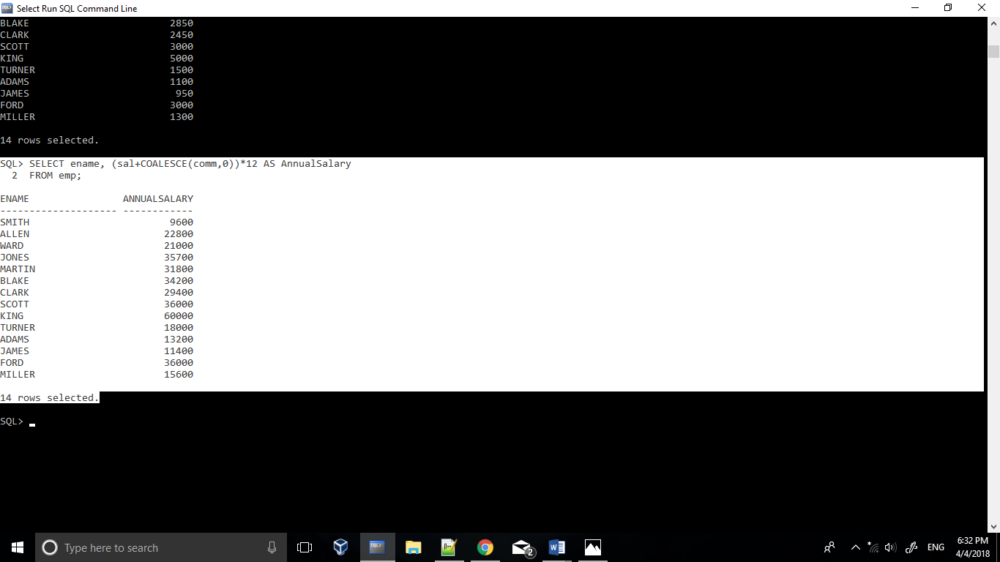 Select Run SQL Command Line
BLAKE                             2850
CLARK                             2450
SCOTT                             3000
KING                              5000
TURNER                            1500
ADAMS                             1100
JAMES                              950
FORD                              3000
MILLER                            1300
14 rows selected.
SQL> SELECT ename, (sal+COALESCE(comm,0))*12 AS AnnualSalary
  2  FROM emp;
ENAME                ANNUALSALARY
-------------------- ------------
SMITH                        9600
ALLEN                       22800
WARD                        21000
JONES                       35700
MARTIN                      31800
BLAKE                       34200
CLARK                       29400
SCOTT                       36000
KING                        60000
TURNER                      18000
ADAMS                       13200
JAMES                       11400
FORD                        36000
MILLER                      15600
14 rows selected.
SQL>
Type here to search
2
ENG
6:32 PM
4/4/2018